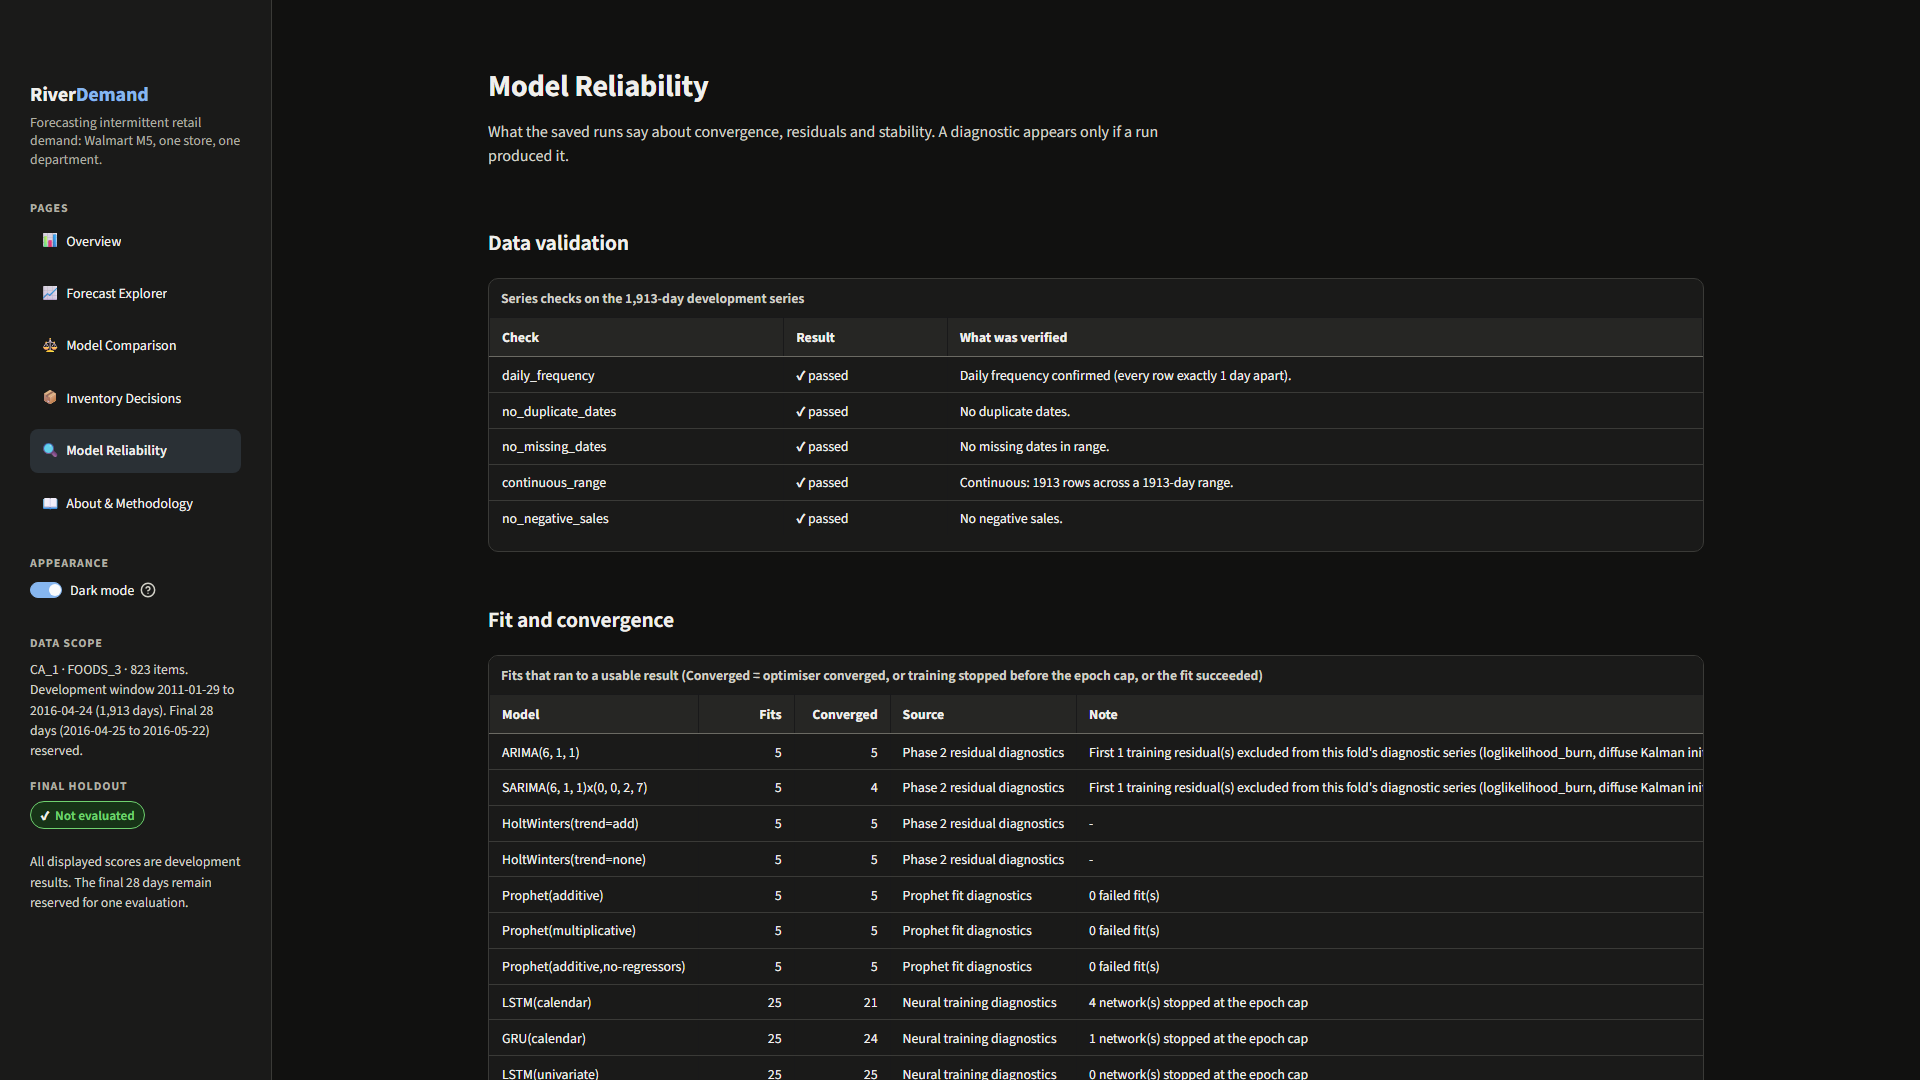 RiverDemand
Forecasting intermittent retail
demand: Walmart M5, one store, one
department.
PAGES
Overview
Forecast Explorer
Model Comparison
Inventory Decisions
Model Reliability
About & Methodology
APPEARANCE
Dark mode ?
DATA SCOPE
CA_1 · FOODS_3 · 823 items.
Development window 2011-01-29 to
2016-04-24 (1,913 days). Final 28
days (2016-04-25 to 2016-05-22)
reserved.
FINAL HOLDOUT
✓ Not evaluated
All displayed scores are development
results. The final 28 days remain
reserved for one evaluation.
Model Reliability
What the saved runs say about convergence, residuals and stability. A diagnostic appears only if a run
produced it.
Data validation
Series checks on the 1,913-day development series
Check Result What was verified
daily_frequency ✓ passed Daily frequency confirmed (every row exactly 1 day apart).
no_duplicate_dates ✓ passed No duplicate dates.
no_missing_dates ✓ passed No missing dates in range.
continuous_range ✓ passed Continuous: 1913 rows across a 1913-day range.
no_negative_sales ✓ passed No negative sales.
Fit and convergence
Fits that ran to a usable result (Converged = optimiser converged, or training stopped before the epoch cap, or the fit succeeded)
Model Fits Converged Source Note
ARIMA(6, 1, 1) 5 5 Phase 2 residual diagnostics First 1 training residual(s) excluded from this fold's diagnostic series (loglikelihood_burn, diffuse Kalman ini
SARIMA(6, 1, 1)x(0, 0, 2, 7) 5 4 Phase 2 residual diagnostics First 1 training residual(s) excluded from this fold's diagnostic series (loglikelihood_burn, diffuse Kalman ini
HoltWinters(trend=add) 5 5 Phase 2 residual diagnostics -
HoltWinters(trend=none) 5 5 Phase 2 residual diagnostics -
Prophet(additive) 5 5 Prophet fit diagnostics 0 failed fit(s)
Prophet(multiplicative) 5 5 Prophet fit diagnostics 0 failed fit(s)
Prophet(additive,no-regressors) 5 5 Prophet fit diagnostics 0 failed fit(s)
LSTM(calendar) 25 21 Neural training diagnostics 4 network(s) stopped at the epoch cap
GRU(calendar) 25 24 Neural training diagnostics 1 network(s) stopped at the epoch cap
LSTM(univariate) 25 25 Neural training diagnostics 0 network(s) stopped at the epoch cap